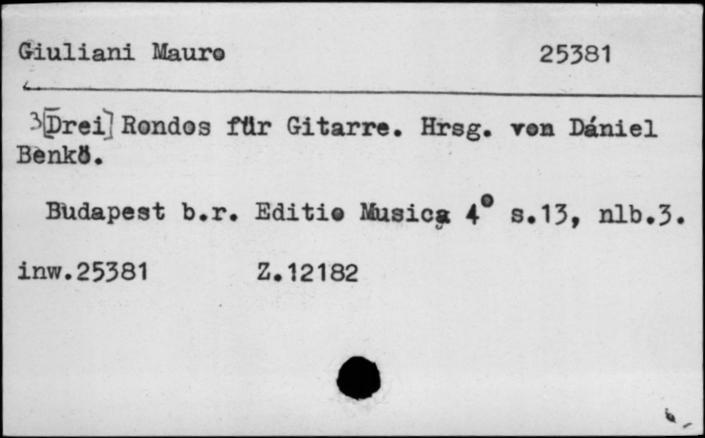 Giuliani Mauro 25381
3[Drei] Rondos für Gitarre. Hrsg. von Dániel
Benkö.
Budapest b.r. Editio Musica 4° s.13, nlb.3.
inw.25381 Z.12182